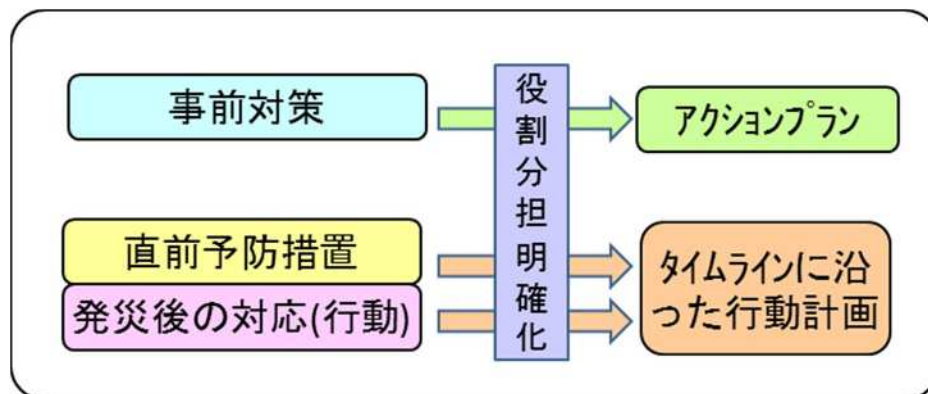 事前対策
直前予防措置
発災後の対応(行動)
役割分担明確化
アクションプラン
タイムラインに沿
った行動計画